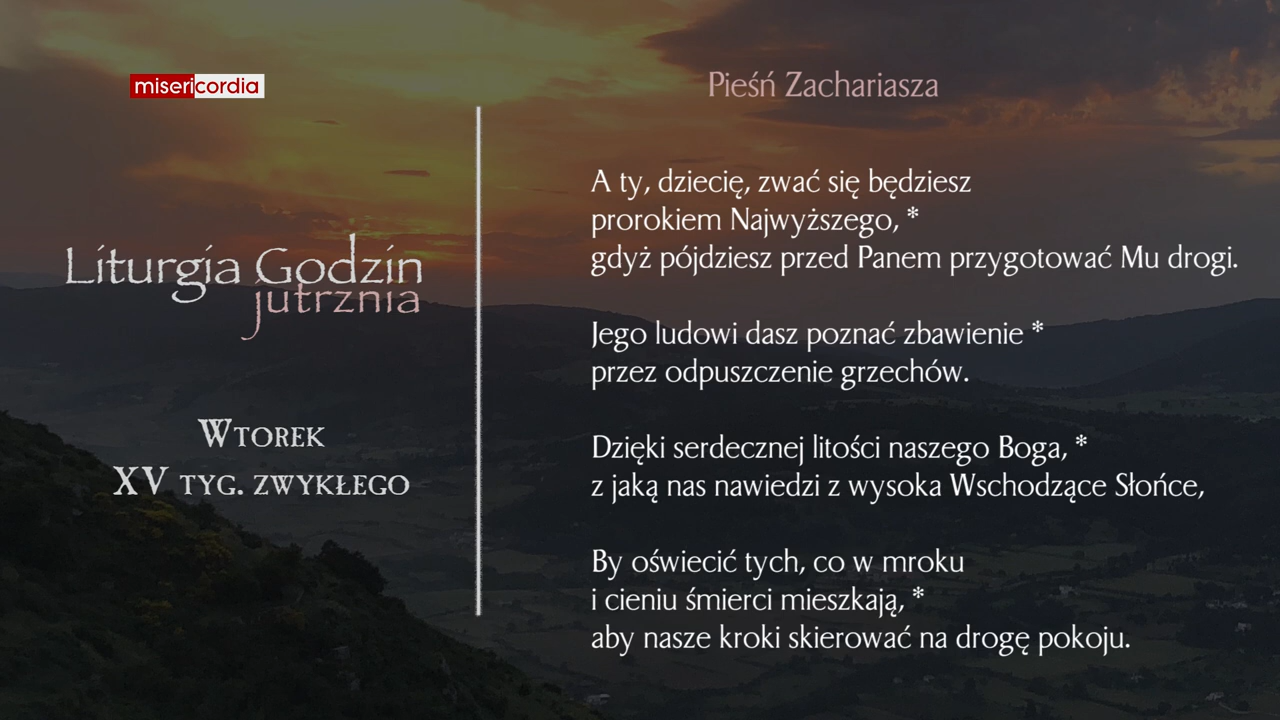 misericordia
Liturgia Godzin
jutrznia
Wtorek
XV tyg. zwykłego
Pieśń Zachariasza
A ty, dziecię, zwać się będziesz
prorokiem Najwyższego, *
gdyż pójdziesz przed Panem przygotować Mu drogi.
Jego ludowi dasz poznać zbawienie *
przez odpuszczenie grzechów.
Dzięki serdecznej litości naszego Boga, *
z jaką nas nawiedzi z wysoka Wschodzące Słońce,
By oświecić tych, co w mroku
i cieniu śmierci mieszkają, *
aby nasze kroki skierować na drogę pokoju.